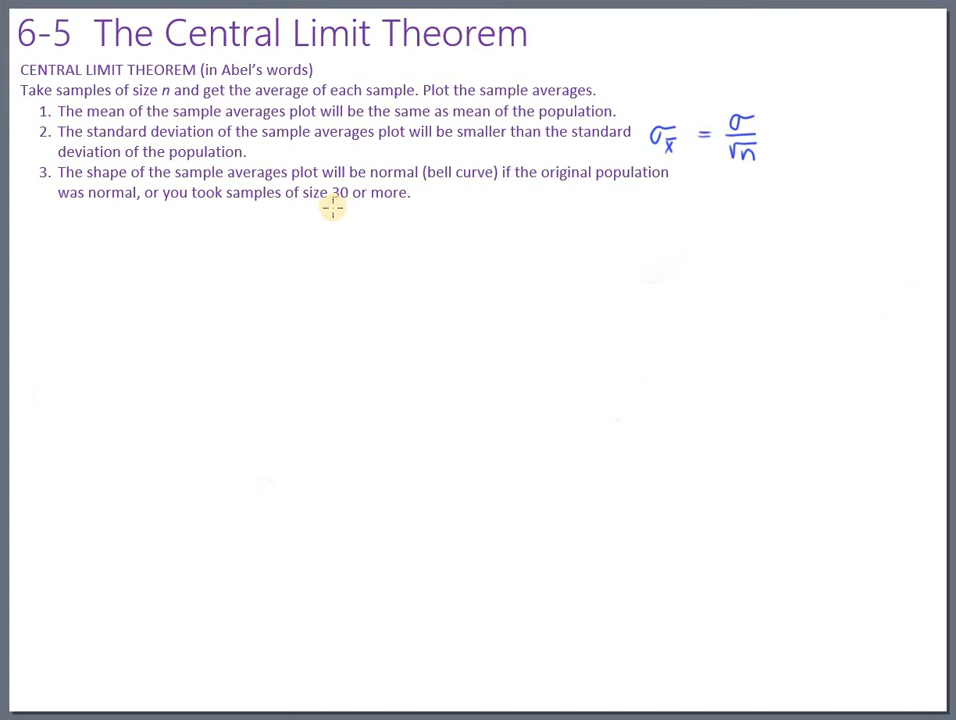 6-5 The Central Limit Theorem
CENTRAL LIMIT THEOREM (in Abel's words)
Take samples of size n and get the average of each sample. Plot the sample averages.
1. The mean of the sample averages plot will be the same as mean of the population.
2. The standard deviation of the sample averages plot will be smaller than the standard
deviation of the population.
σx̄ = σ/√n
3. The shape of the sample averages plot will be normal (bell curve) if the original population
was normal, or you took samples of size 30 or more.